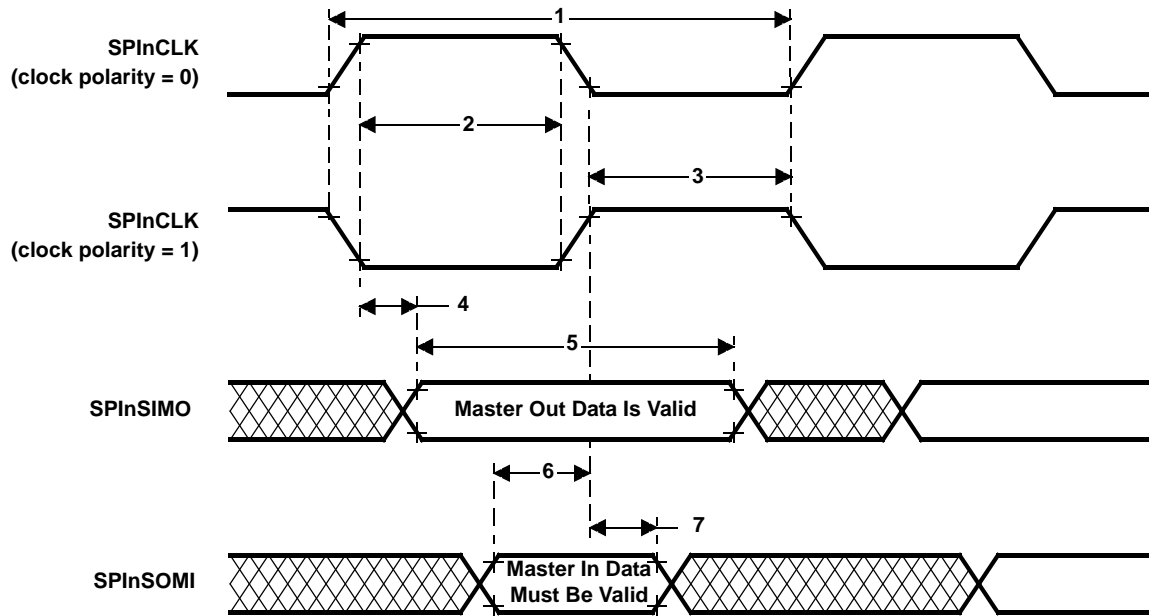 1
SPInCLK
(clock polarity = 0)
2
3
SPInCLK
(clock polarity = 1)
4
5
SPInSIMO
Master Out Data Is Valid
6
7
SPInSOMI
Master In Data
Must Be Valid